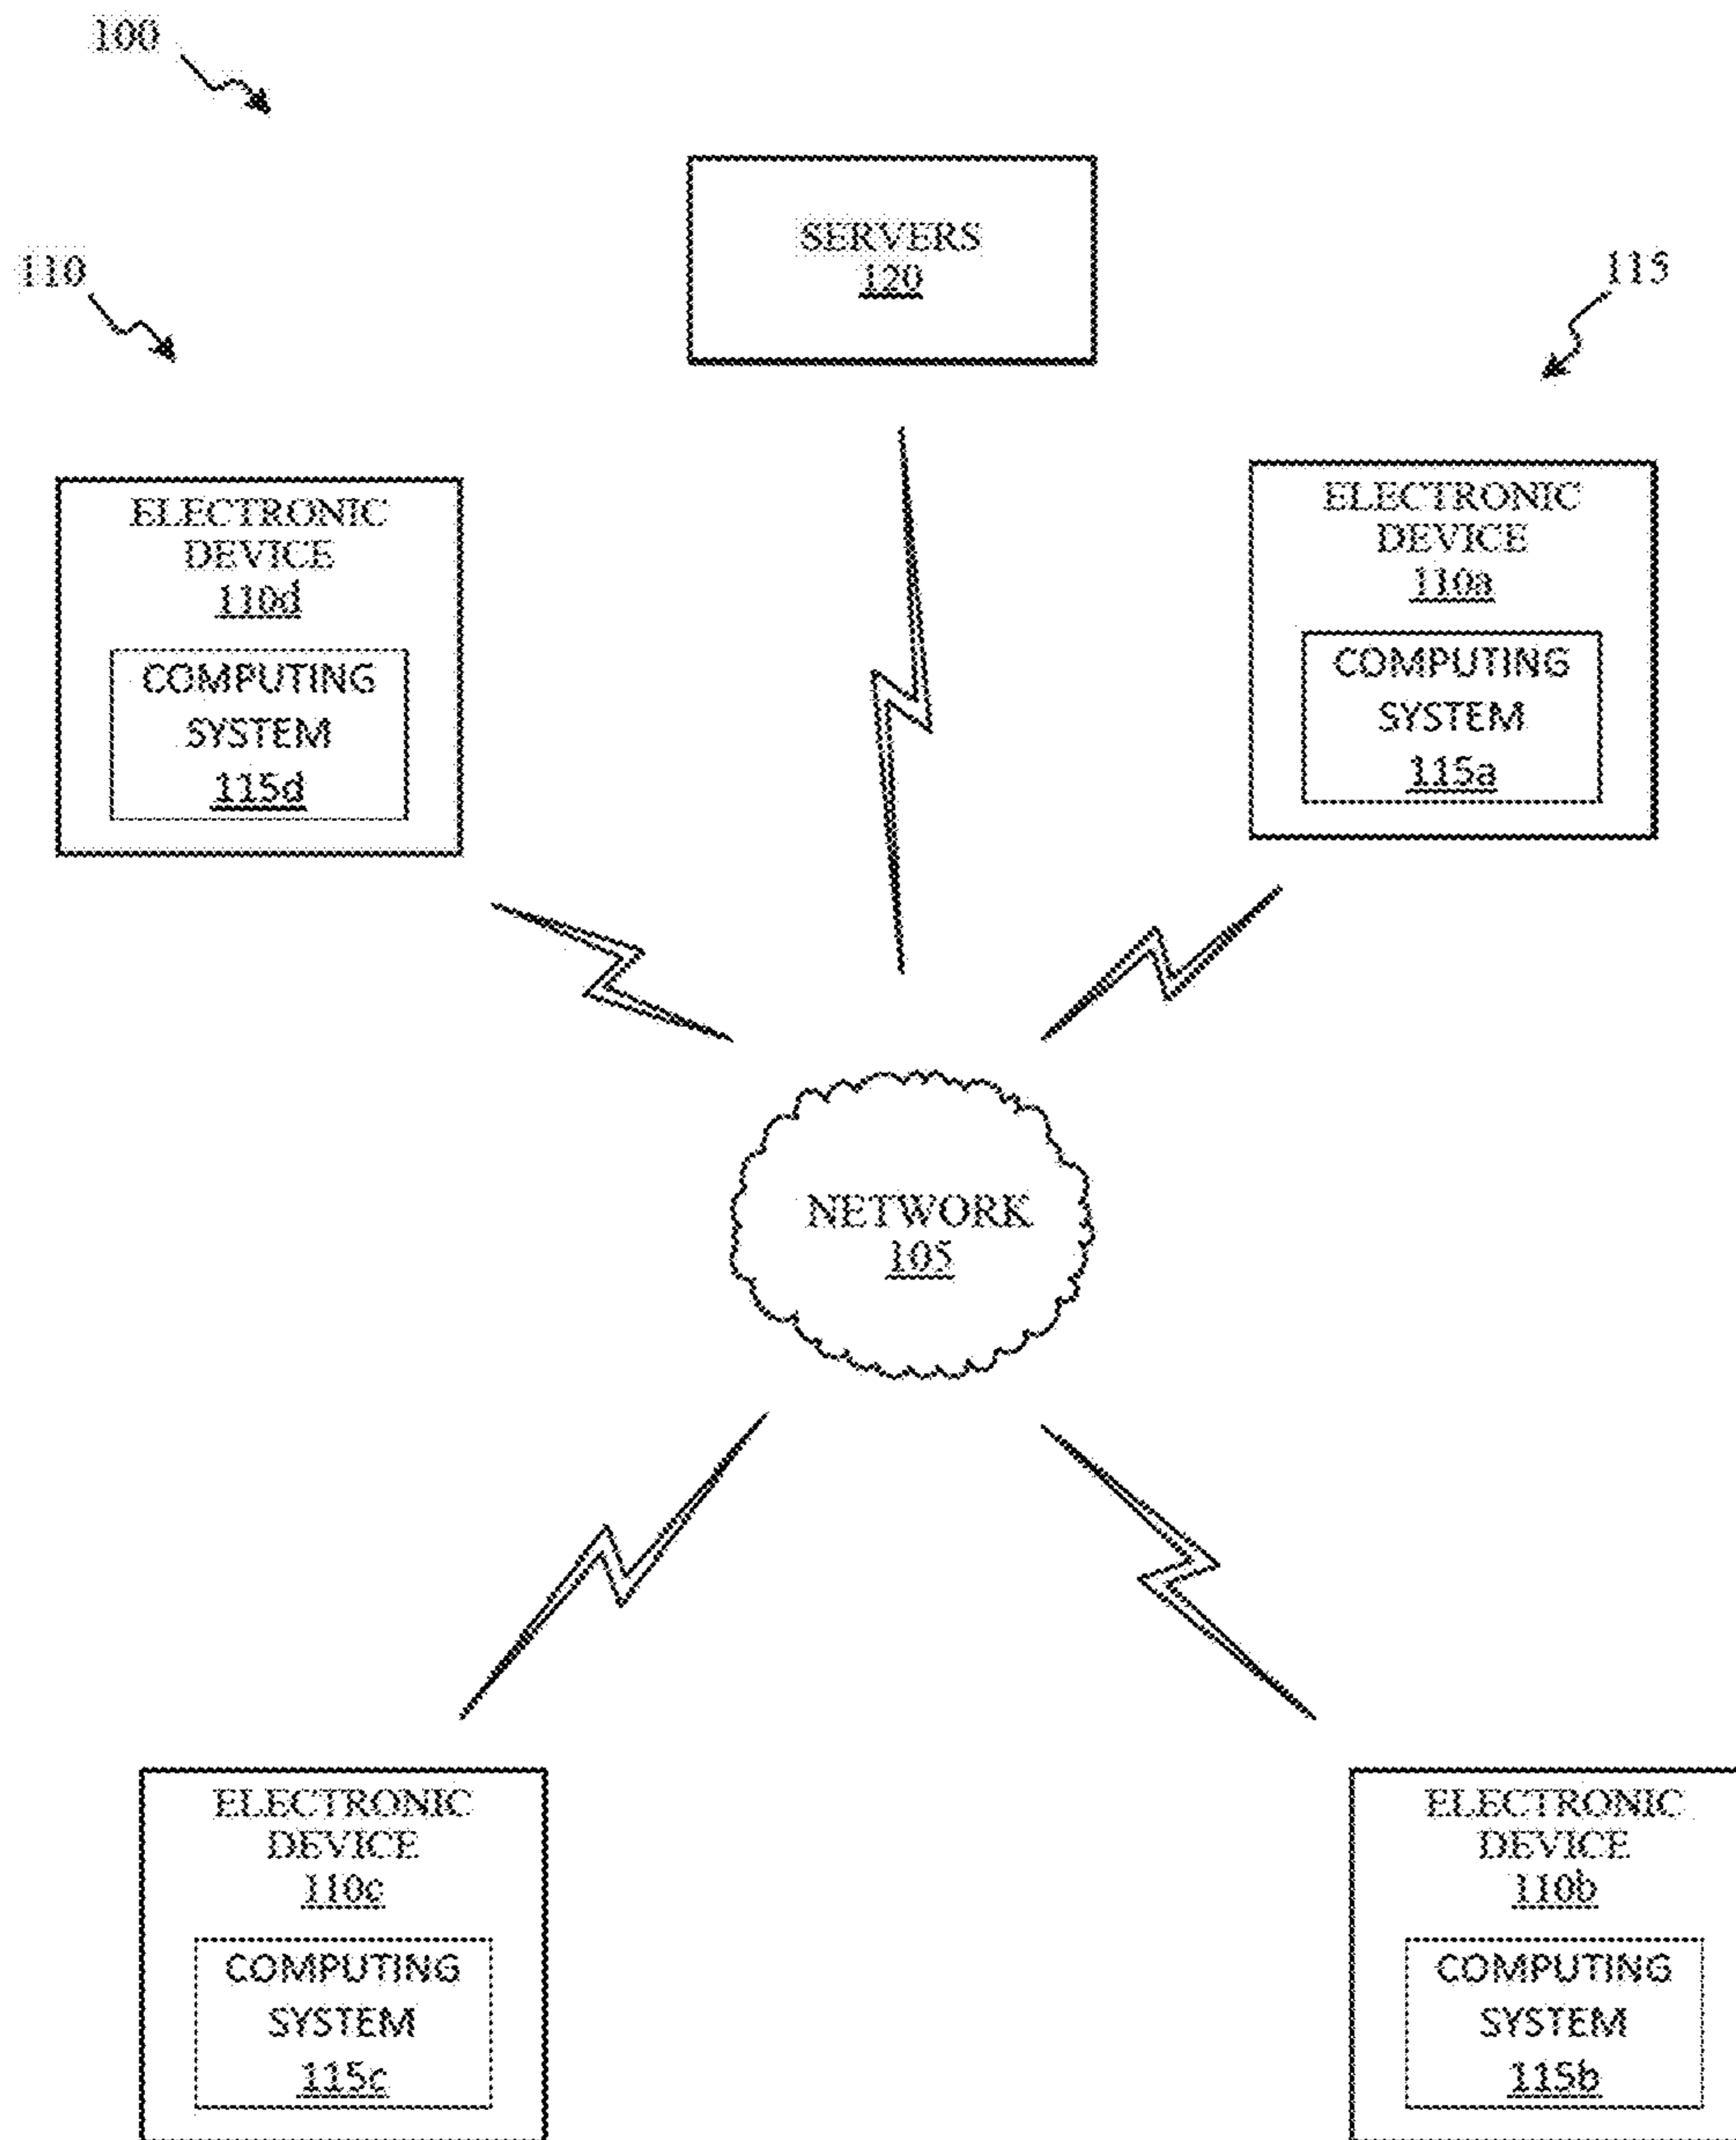 100
SERVERS
120
110
115
ELECTRONIC
DEVICE
110d
COMPUTING
SYSTEM
115d
ELECTRONIC
DEVICE
110a
COMPUTING
SYSTEM
115a
NETWORK
105
ELECTRONIC
DEVICE
110c
COMPUTING
SYSTEM
115c
ELECTRONIC
DEVICE
110b
COMPUTING
SYSTEM
115b